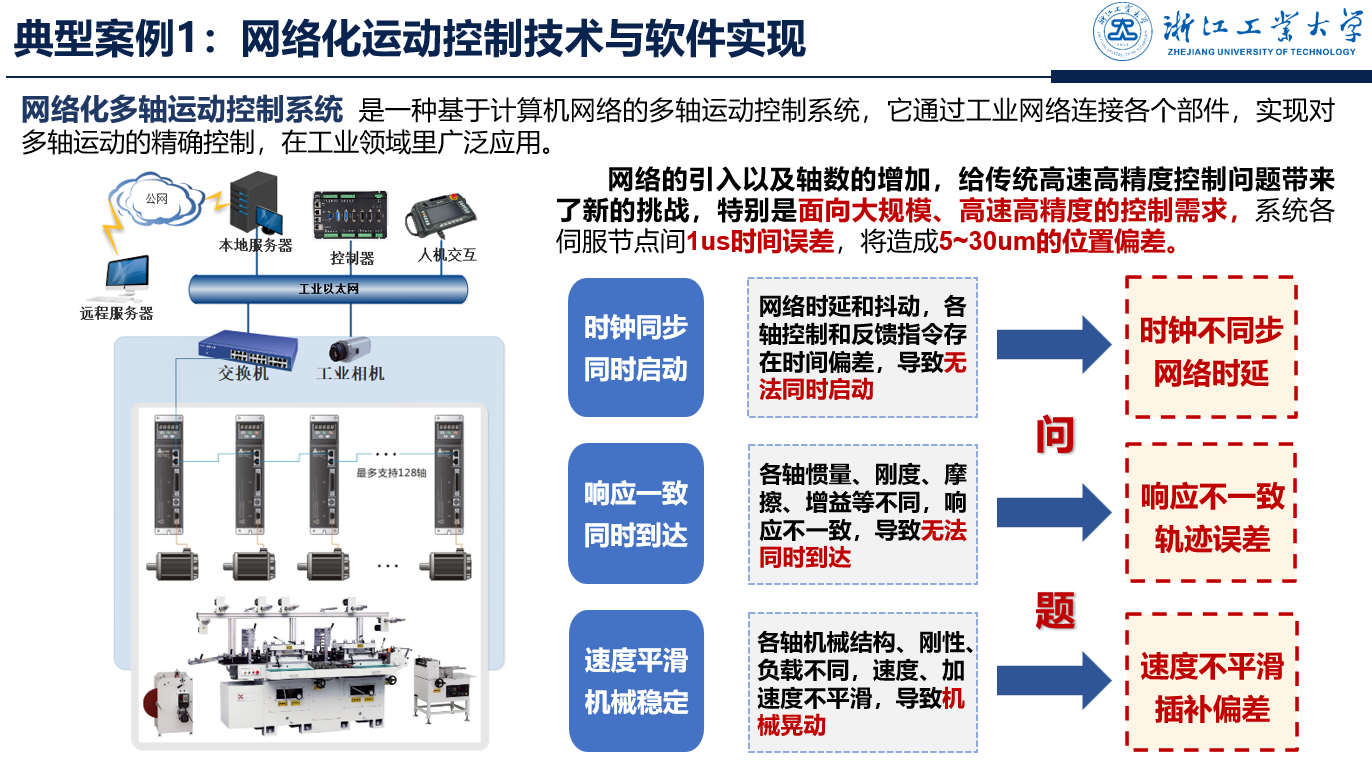 典型案例1：网络化运动控制技术与软件实现
浙江工业大学
ZHEJIANG UNIVERSITY OF TECHNOLOGY
网络化多轴运动控制系统 是一种基于计算机网络的多轴运动控制系统，它通过工业网络连接各个部件，实现对
多轴运动的精确控制，在工业领域里广泛应用。
公网
本地服务器
控制器
人机交互
工业以太网
远程服务器
交换机
工业相机
最多支持128轴
网络的引入以及轴数的增加，给传统高速高精度控制问题带来
了新的挑战，特别是面向大规模、高速高精度的控制需求，系统各
伺服节点间1us时间误差，将造成5~30um的位置偏差。
时钟同步
同时启动
网络时延和抖动，各
轴控制和反馈指令存
在时间偏差，导致无
法同时启动
时钟不同步
网络时延
问
响应一致
同时到达
各轴惯量、刚度、摩
擦、增益等不同，响
应不一致，导致无法
同时到达
响应不一致
轨迹误差
题
速度平滑
机械稳定
各轴机械结构、刚性、
负载不同，速度、加
速度不平滑，导致机
械晃动
速度不平滑
插补偏差